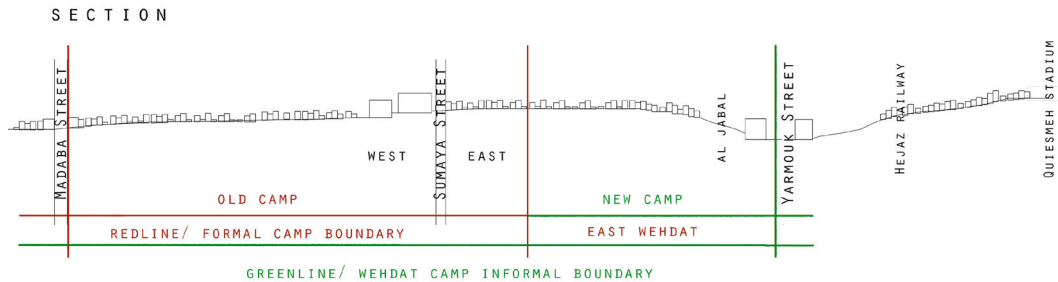 SECTION
MADABA STREET
SUMAYA STREET
AL JABAL
YARMOUK STREET
HEJAZ RAILWAY
QUIESMEH STADIUM
WEST
EAST
OLD CAMP
NEW CAMP
REDLINE/ FORMAL CAMP BOUNDARY
EAST WEHDAT
GREENLINE/ WEHDAT CAMP INFORMAL BOUNDARY